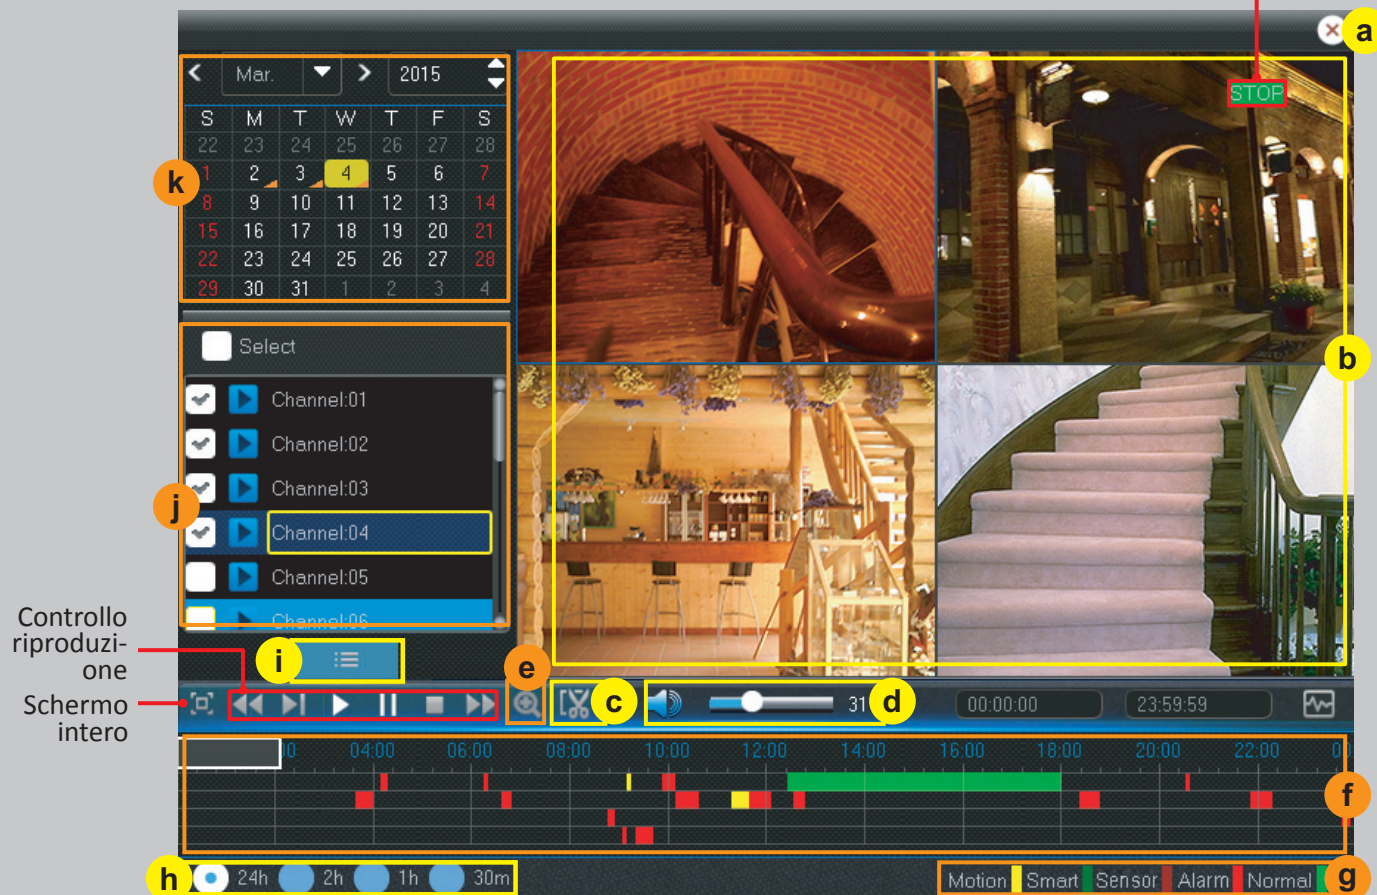 a
Mar. 2015
STOP
S M T W T F S
22 23 24 25 26 27 28
1 2 3 4 5 6 7
8 9 10 11 12 13 14
15 16 17 18 19 20 21
22 23 24 25 26 27 28
29 30 31 1 2 3 4
k
Select
b
Channel:01
Channel:02
Channel:03
j
Channel:04
Channel:05
Channel:06
Controllo
riproduzi-
one
i
e
Schermo
intero
c
31
d
00:00:00
23:59:59
04:00 06:00 08:00 10:00 12:00 14:00 16:00 18:00 20:00 22:00
f
h
24h 2h 1h 30m
Motion Smart Sensor Alarm Normal
g